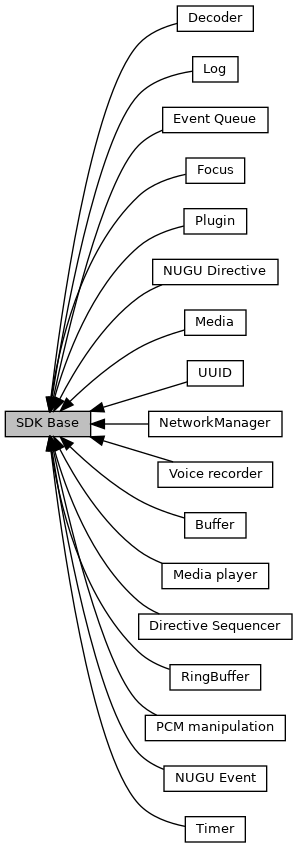 Decoder
Log
Event Queue
Focus
Plugin
NUGU Directive
Media
UUID
SDK Base
NetworkManager
Voice recorder
Buffer
Media player
Directive Sequencer
RingBuffer
PCM manipulation
NUGU Event
Timer